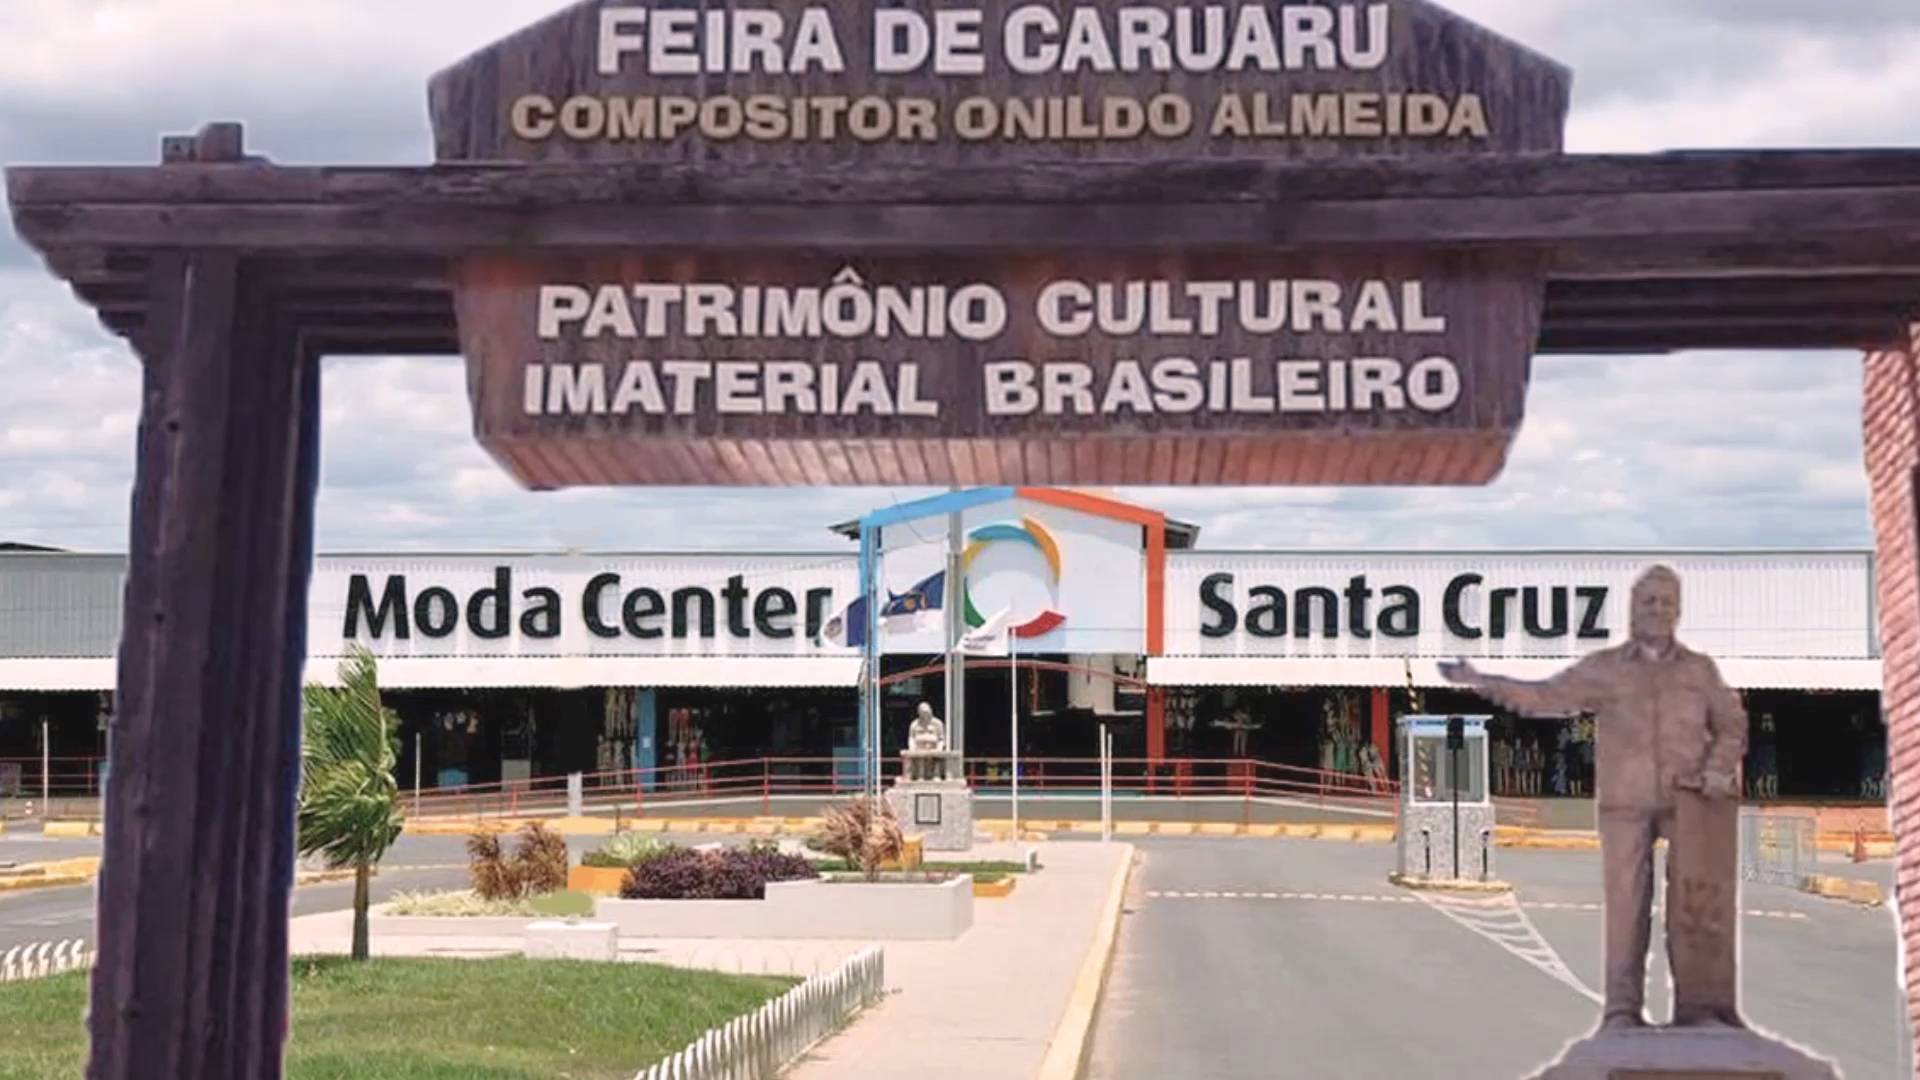 FEIRA DE CARUARU
COMPOSITOR ONILDO ALMEIDA
PATRIMÔNIO CULTURAL
IMATERIAL BRASILEIRO
Moda Center Santa Cruz